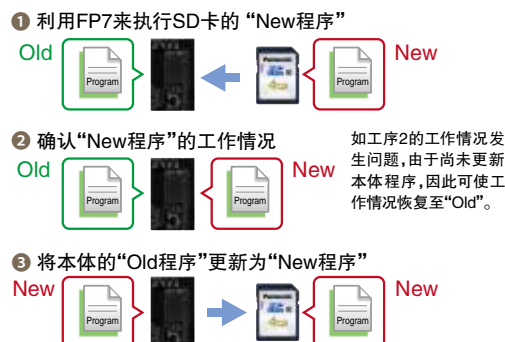 ❶ 利用FP7来执行SD卡的 “New程序”
Old
Program
Panasonic
Program
New
❷ 确认“New程序”的工作情况
Old
Program
Program
New
如工序2的工作情况发
生问题,由于尚未更新
本体程序,因此可使工
作情况恢复至“Old”。
❸ 将本体的“Old程序”更新为“New程序”
New
Program
Panasonic
Program
New